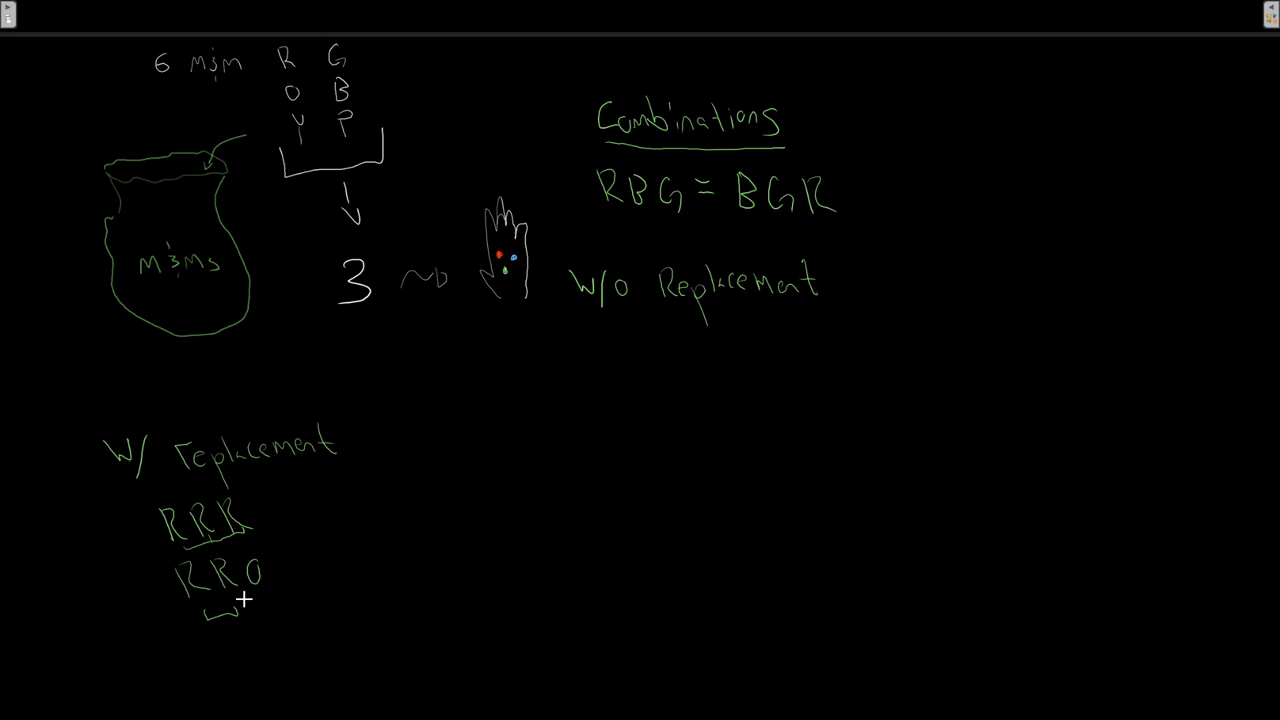 6 M&M R G
O B
Y P
Combinations
RBG = BGR
M&Ms
3
W/O Replacement
W/ replacement
RRR
RRO